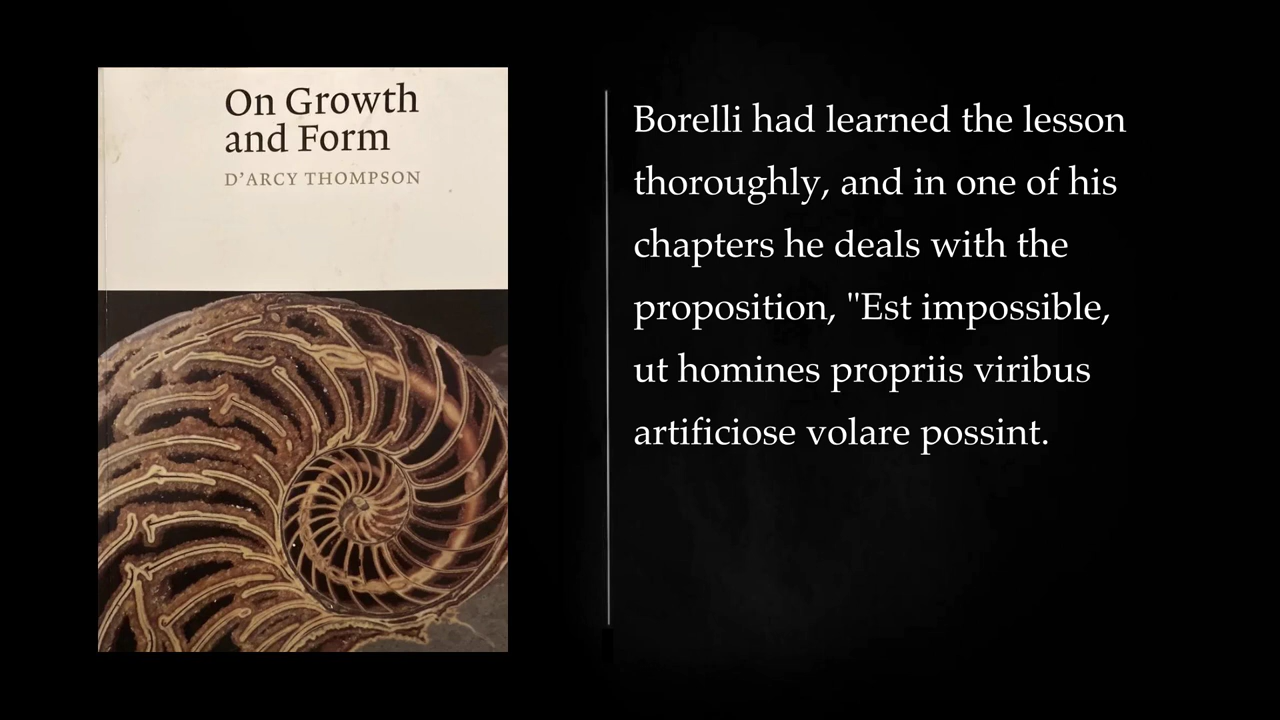 On Growth
and Form
D'ARCY THOMPSON
Borelli had learned the lesson
thoroughly, and in one of his
chapters he deals with the
proposition, "Est impossible,
ut homines propriis viribus
artificiose volare possint.